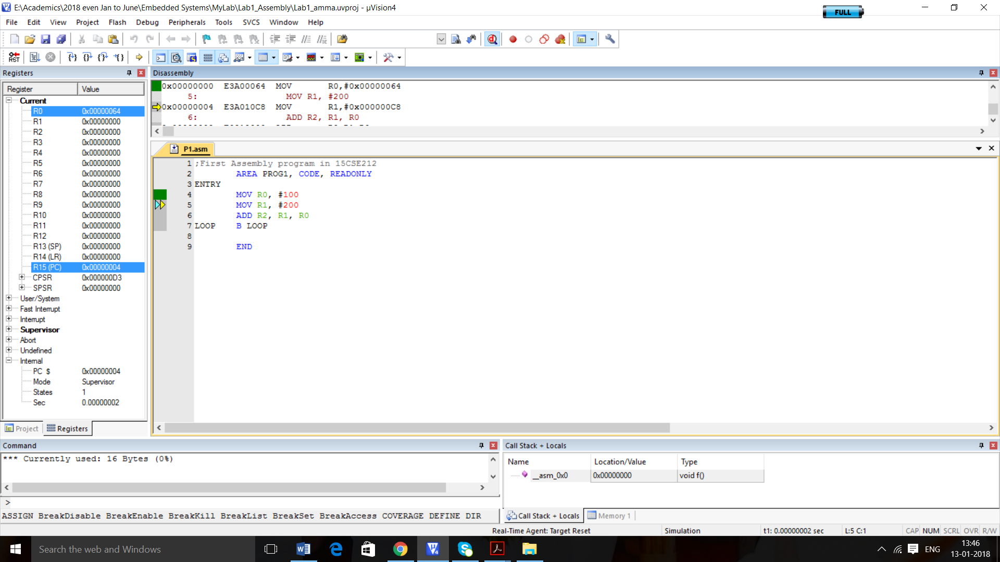 E:\Academics\2018 even Jan to June\Embedded Systems\MyLab\Lab1_Assembly\Lab1_amma.uvproj - µVision4
FULL
File Edit View Project Flash Debug Peripherals Tools SVCS Window Help
Registers
Register Value
Current
R0 0x00000064
R1 0x00000000
R2 0x00000000
R3 0x00000000
R4 0x00000000
R5 0x00000000
R6 0x00000000
R7 0x00000000
R8 0x00000000
R9 0x00000000
R10 0x00000000
R11 0x00000000
R12 0x00000000
R13 (SP) 0x00000000
R14 (LR) 0x00000000
R15 (PC) 0x00000004
CPSR 0x000000D3
SPSR 0x00000000
User/System
Fast Interrupt
Interrupt
Supervisor
Abort
Undefined
Internal
PC $ 0x00000004
Mode Supervisor
States 1
Sec 0.00000002
Project Registers
Disassembly
0x00000000 E3A00064 MOV R0,#0x00000064
5: MOV R1, #200
0x00000004 E3A010C8 MOV R1,#0x000000C8
6: ADD R2, R1, R0
P1.asm
1 ;First Assembly program in 15CSE212
2 AREA PROG1, CODE, READONLY
3 ENTRY
4 MOV R0, #100
5 MOV R1, #200
6 ADD R2, R1, R0
7 LOOP B LOOP
8
9 END
Command
*** Currently used: 16 Bytes (0%)
>
ASSIGN BreakDisable BreakEnable BreakKill BreakList BreakSet BreakAccess COVERAGE DEFINE DIR
Call Stack + Locals
Name Location/Value Type
__asm_0x0 0x00000000 void f()
Call Stack + Locals Memory 1
Real-Time Agent: Target Reset Simulation t1: 0.00000002 sec L:5 C:1 CAP NUM SCRL OVR R/W
Search the web and Windows
ENG
13:46
13-01-2018